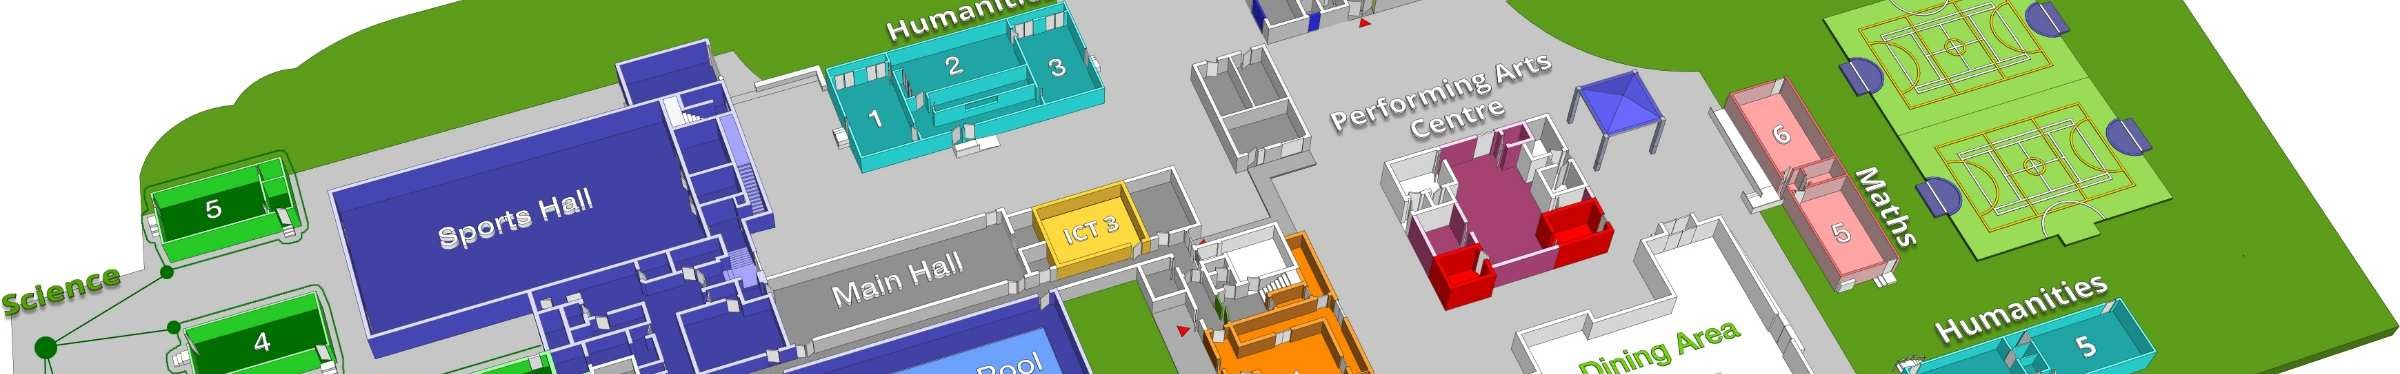 Humanities
2
3
1
Performing Arts
Centre
6
5
Maths
5
Sports Hall
ICT 3
Main Hall
Science
4
Pool
Dining Area
Humanities
5